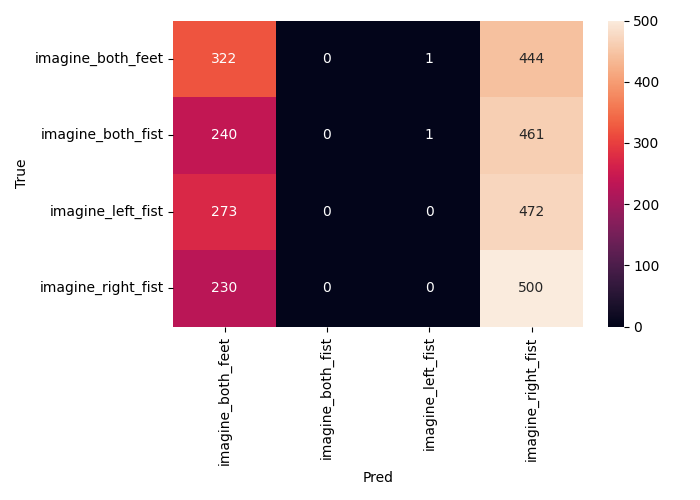 imagine_both_feet 322 0 1 444
imagine_both_fist 240 0 1 461
imagine_left_fist 273 0 0 472
imagine_right_fist 230 0 0 500
True
imagine_both_feet
imagine_both_fist
imagine_left_fist
imagine_right_fist
Pred
500
400
300
200
100
0